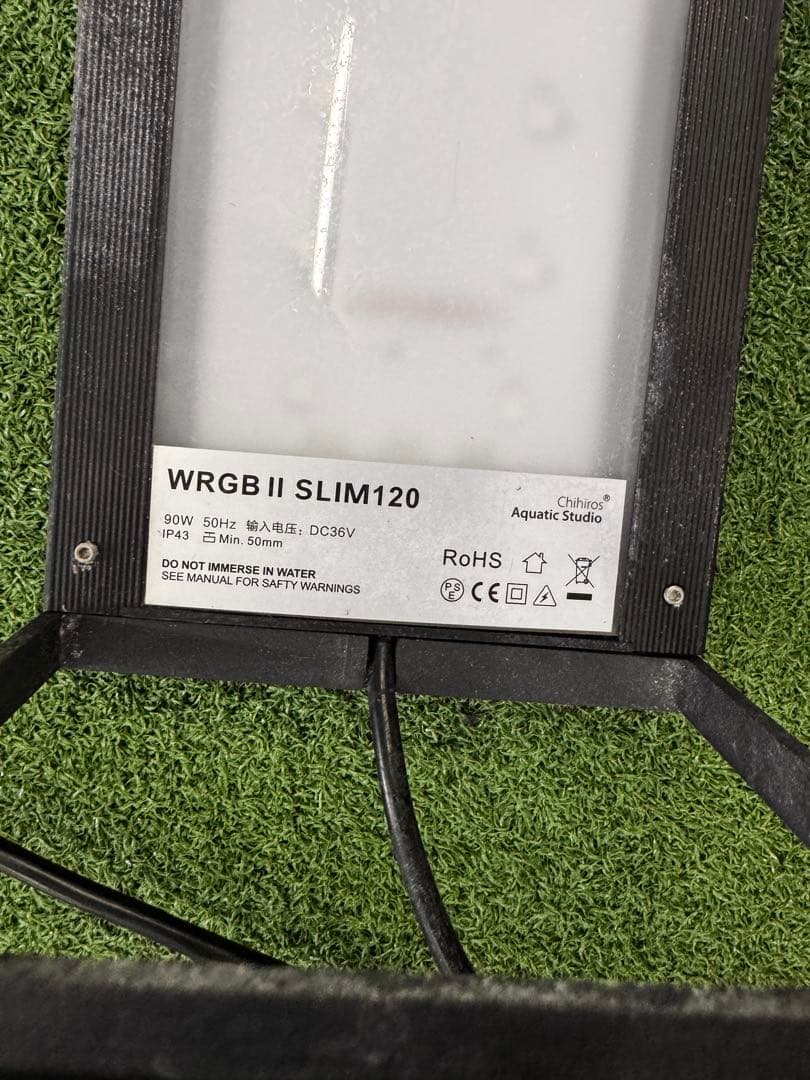 WRGB II SLIM120
Chihiros®
Aquatic Studio
90W 50Hz 输入电压：DC36V
IP43 Min. 50mm
DO NOT IMMERSE IN WATER
SEE MANUAL FOR SAFTY WARNINGS
RoHS
PSE CE